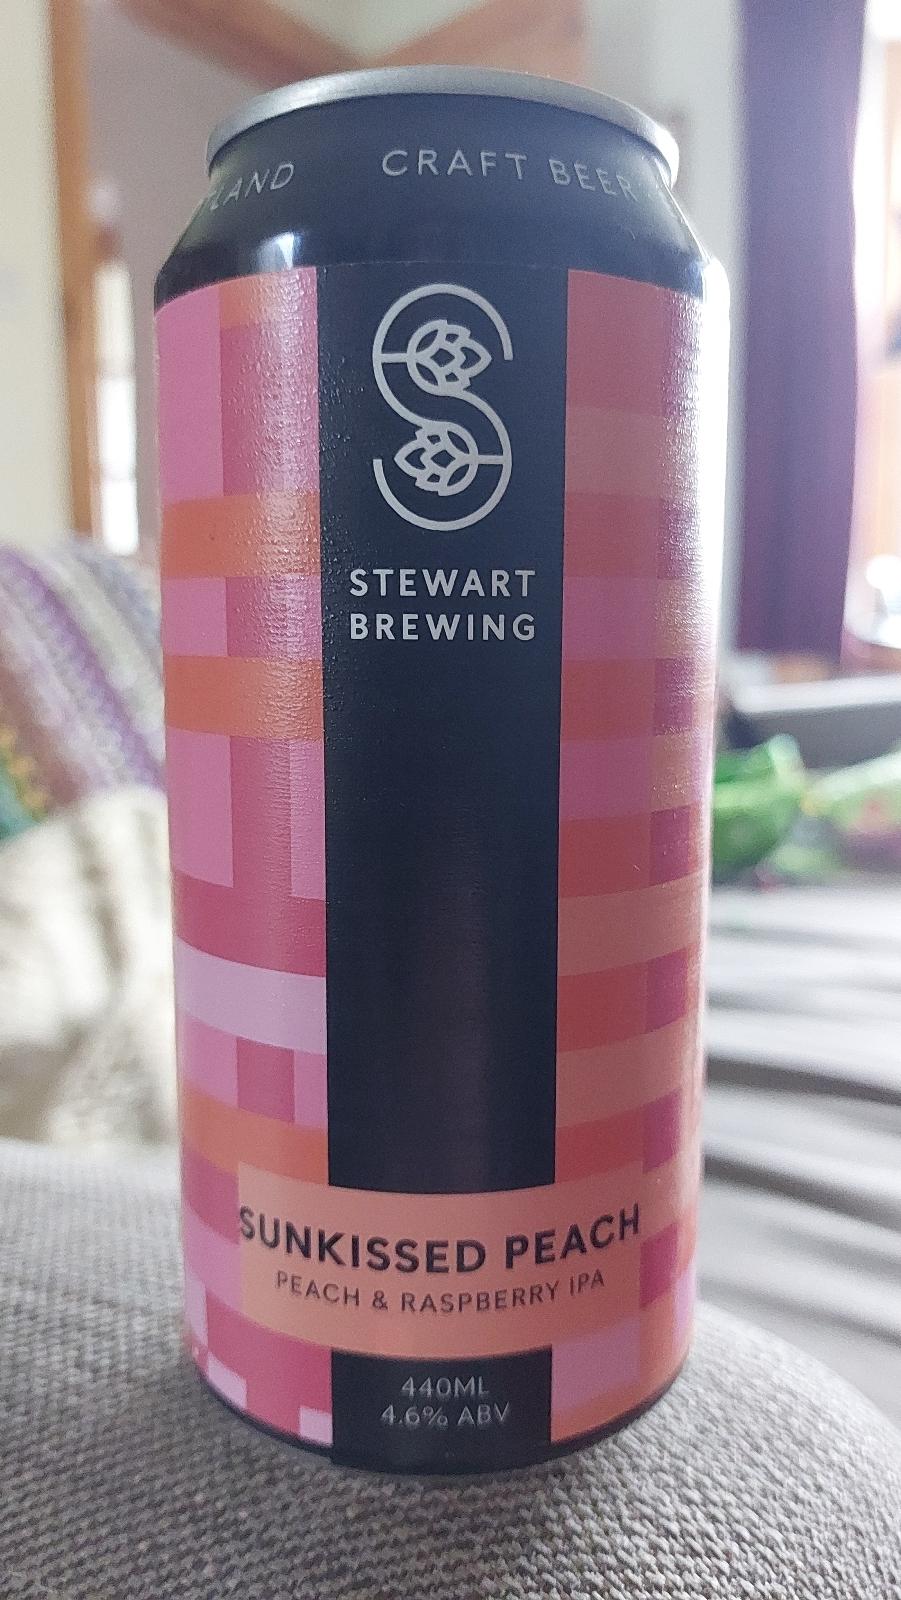 CRAFT BEER
STEWART
BREWING
SUNKISSED PEACH
PEACH & RASPBERRY IPA
440ML
4.6% ABV